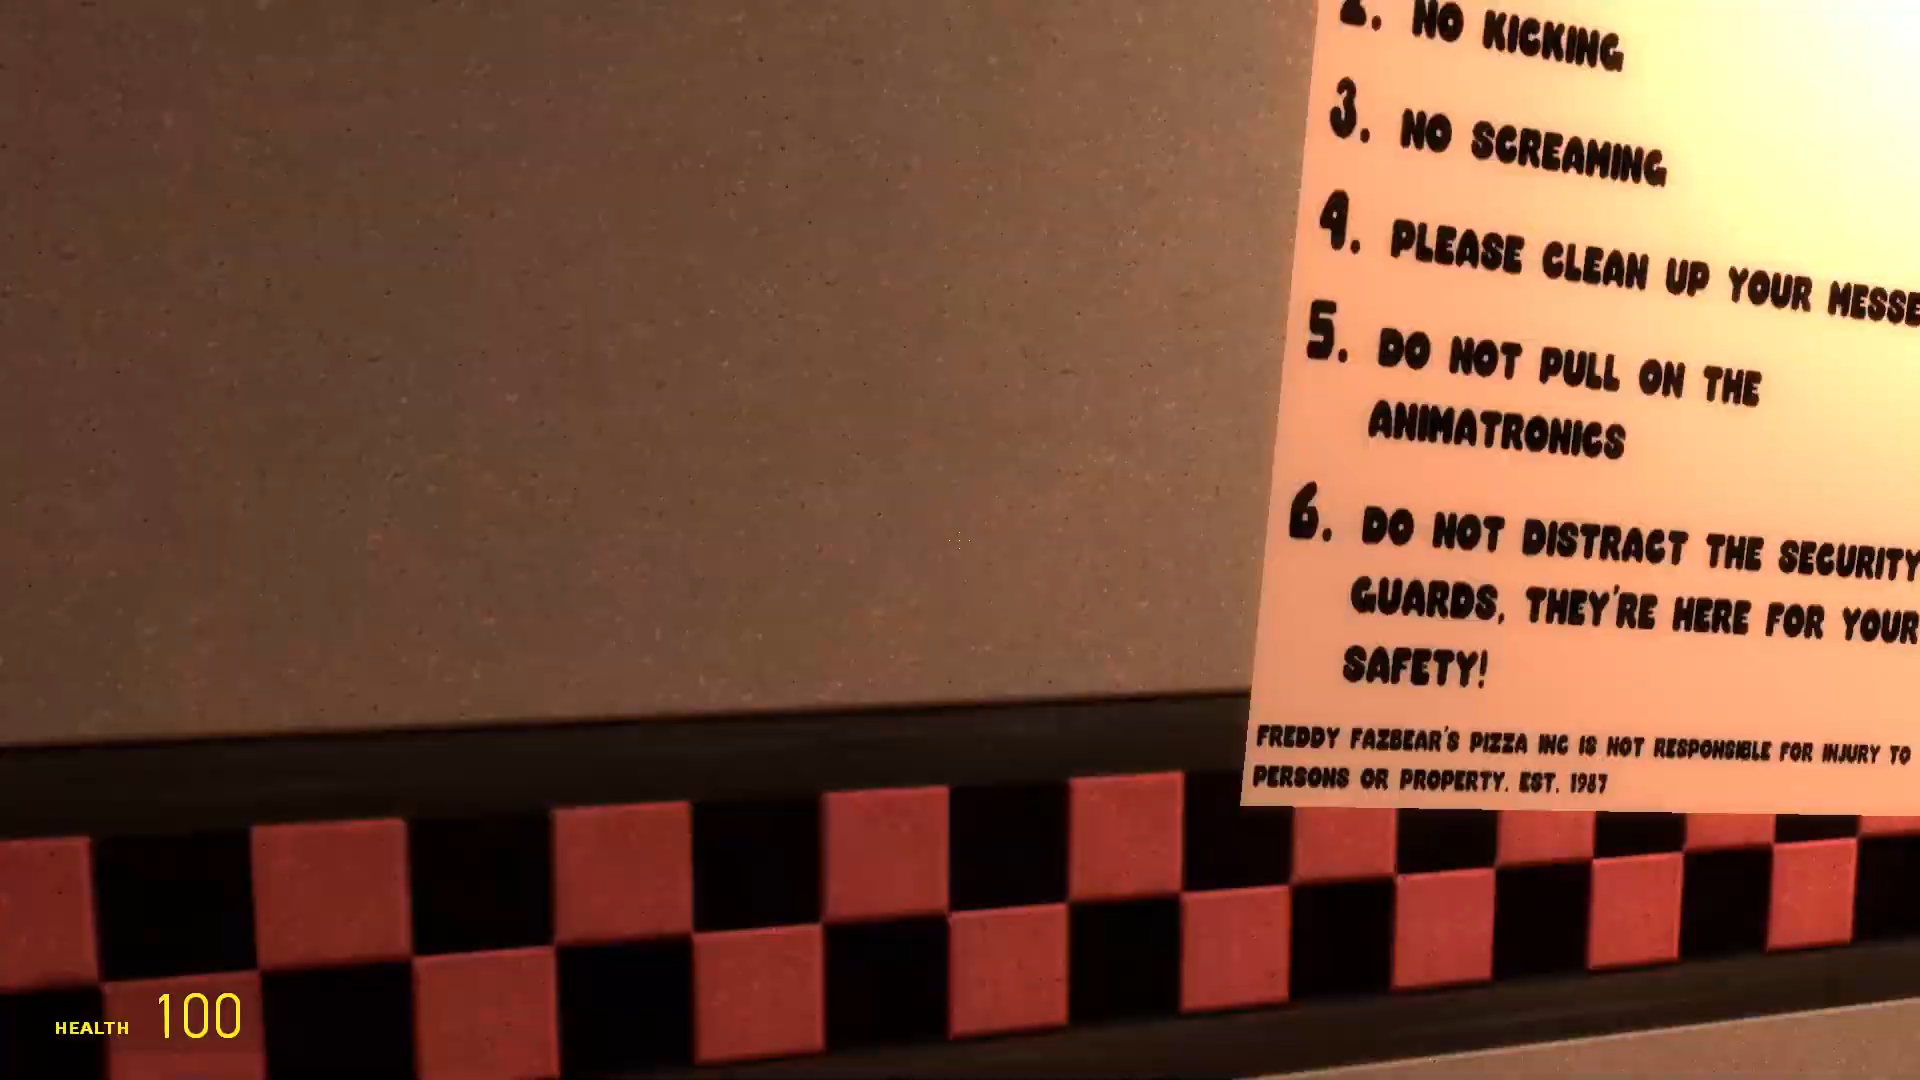 2. NO KICKING
3. NO SCREAMING
4. PLEASE CLEAN UP YOUR MESSE
5. DO NOT PULL ON THE
ANIMATRONICS
6. DO NOT DISTRACT THE SECURITY
GUARDS, THEY'RE HERE FOR YOUR
SAFETY!
FREDDY FAZBEAR'S PIZZA INC IS NOT RESPONSIBLE FOR INJURY TO
PERSONS OR PROPERTY. EST. 1987
HEALTH 100